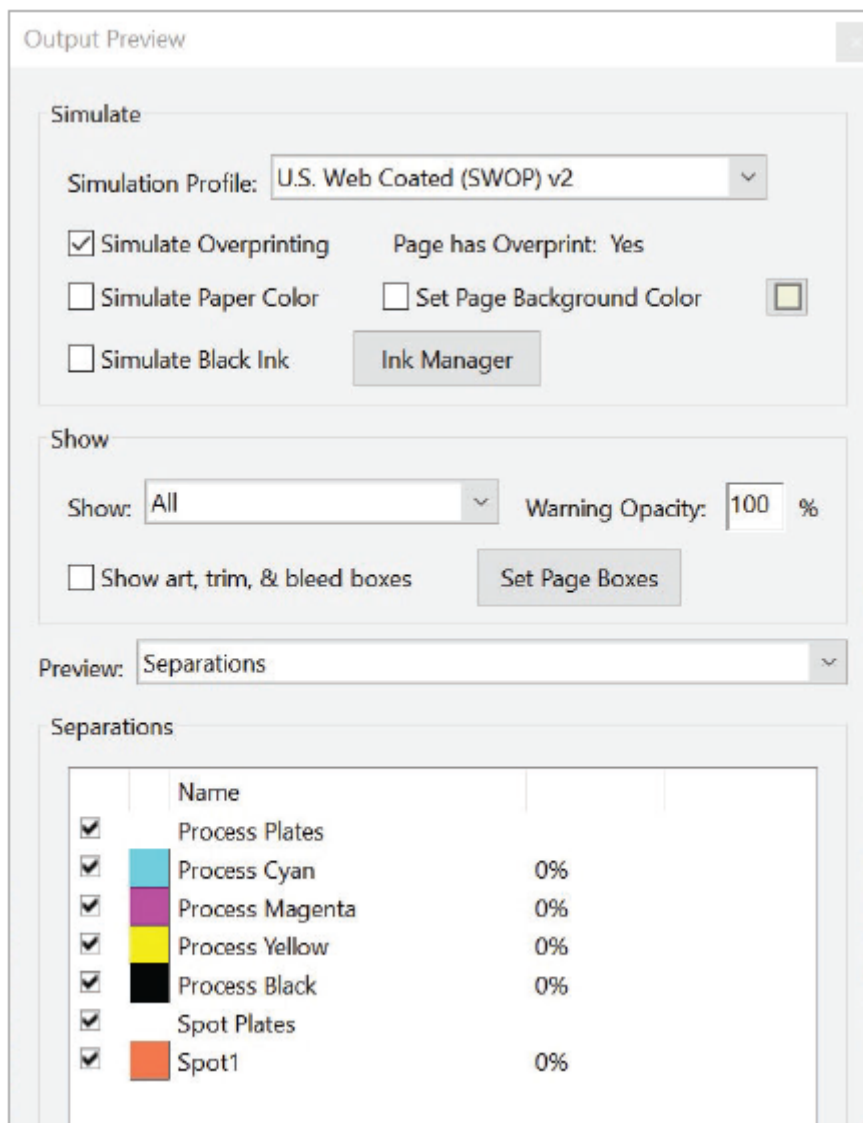 Output Preview
Simulate
Simulation Profile: U.S. Web Coated (SWOP) v2
Simulate Overprinting Page has Overprint: Yes
Simulate Paper Color Set Page Background Color
Simulate Black Ink Ink Manager
Show
Show: All Warning Opacity: 100 %
Show art, trim, & bleed boxes Set Page Boxes
Preview: Separations
Separations
Name
Process Plates
Process Cyan 0%
Process Magenta 0%
Process Yellow 0%
Process Black 0%
Spot Plates
Spot1 0%